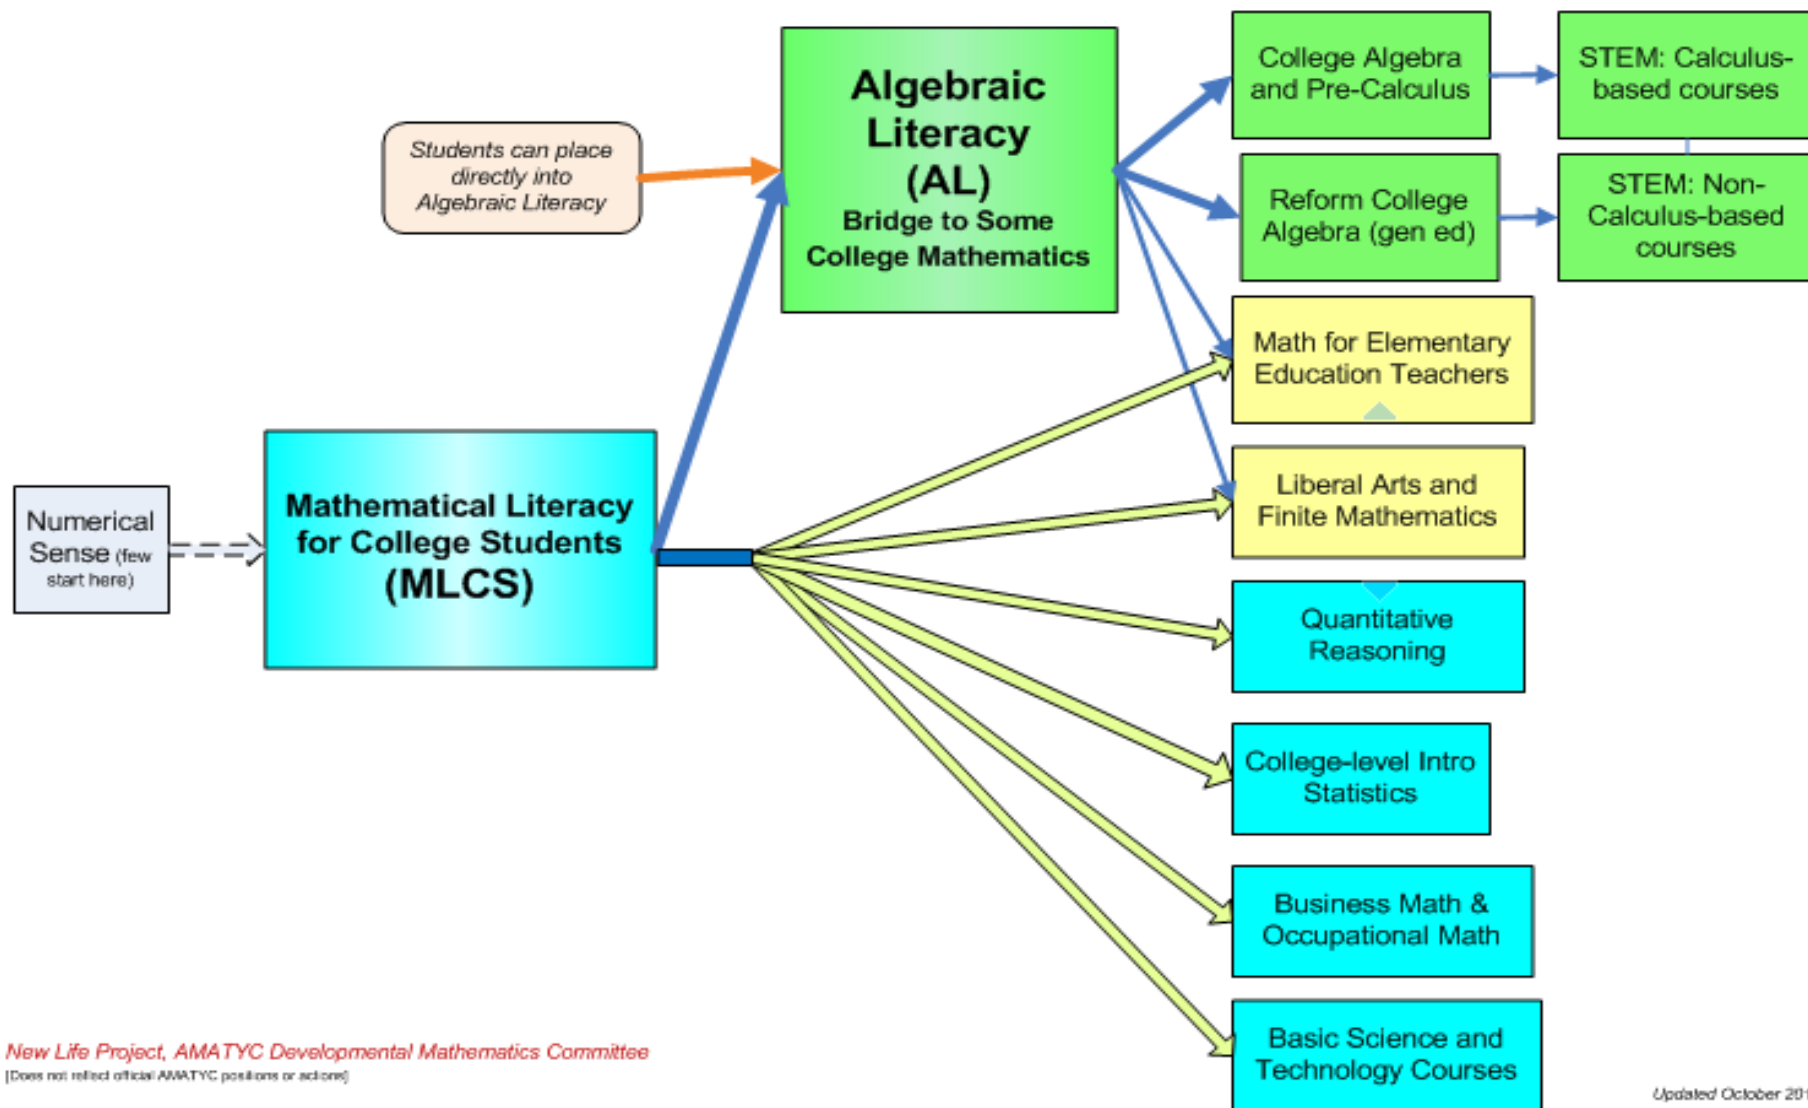 Students can place
directly into
Algebraic Literacy
Algebraic
Literacy
(AL)
Bridge to Some
College Mathematics
College Algebra
and Pre-Calculus
STEM: Calculus-
based courses
Reform College
Algebra (gen ed)
STEM: Non-
Calculus-based
courses
Math for Elementary
Education Teachers
Numerical
Sense (few
start here)
Mathematical Literacy
for College Students
(MLCS)
Liberal Arts and
Finite Mathematics
Quantitative
Reasoning
College-level Intro
Statistics
Business Math &
Occupational Math
Basic Science and
Technology Courses
New Life Project, AMATYC Developmental Mathematics Committee
[Does not reflect official AMATYC positions or actions]
Updated October